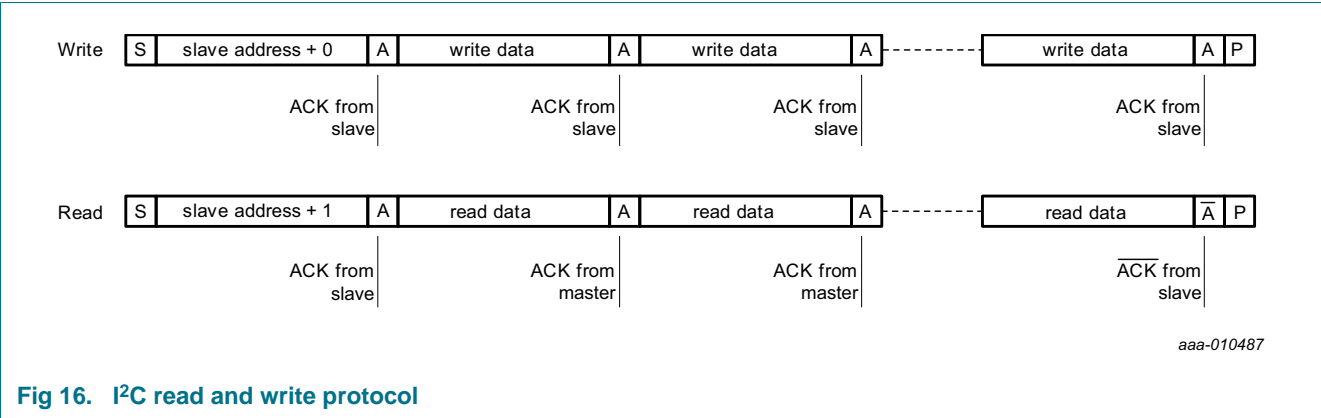 Write S slave address + 0 A write data A write data A write data A P
ACK from slave ACK from slave ACK from slave ACK from slave
Read S slave address + 1 A read data A read data A read data A̅ P
ACK from slave ACK from master ACK from master A̅C̅K̅ from slave
aaa-010487
Fig 16. I²C read and write protocol